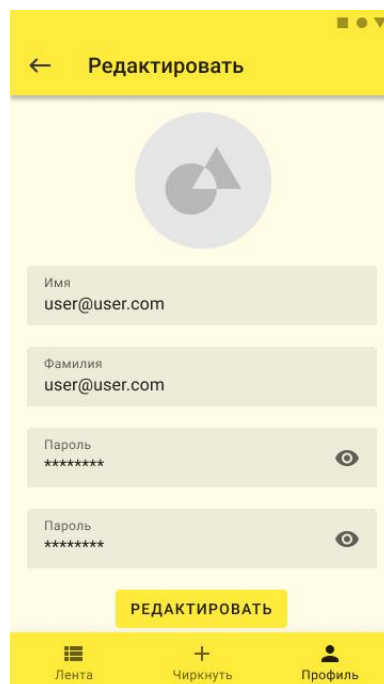 Редактировать
Имя
user@user.com
Фамилия
user@user.com
Пароль
********
Пароль
********
РЕДАКТИРОВАТЬ
Лента
Чиркнуть
Профиль